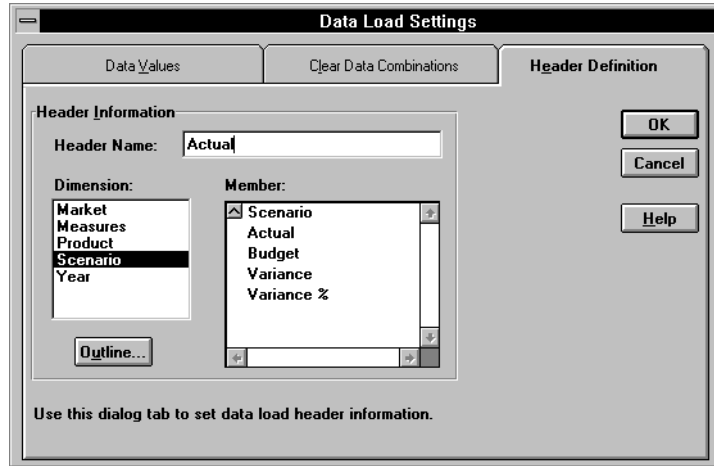 Data Load Settings
Data Values
Clear Data Combinations
Header Definition
Header Information
Header Name: Actual
Dimension:
Market
Measures
Product
Scenario
Year
Outline...
Member:
Scenario
Actual
Budget
Variance
Variance %
OK
Cancel
Help
Use this dialog tab to set data load header information.